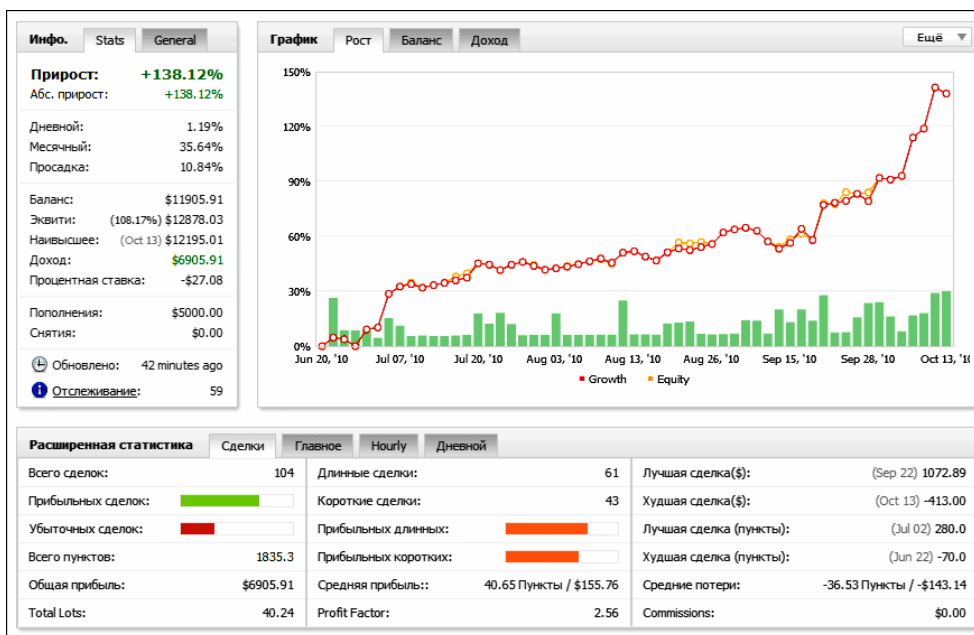 Инфо. Stats General
Прирост: +138.12%
Абс. прирост: +138.12%
Дневной: 1.19%
Месячный: 35.64%
Просадка: 10.84%
Баланс: $11905.91
Эквити: (108.17%) $12878.03
Наивысшее: (Oct 13) $12195.01
Доход: $6905.91
Процентная ставка: -$27.08
Пополнения: $5000.00
Снятия: $0.00
Обновлено: 42 minutes ago
Отслеживание: 59
График Рост Баланс Доход Ещё
150%
120%
90%
60%
30%
0%
Jun 20, '10 Jul 07, '10 Jul 20, '10 Aug 03, '10 Aug 13, '10 Aug 26, '10 Sep 15, '10 Sep 28, '10 Oct 13, '10
Growth Equity
Расширенная статистика Сделки Главное Hourly Дневной
Всего сделок: 104 Длинные сделки: 61 Лучшая сделка($): (Sep 22) 1072.89
Прибыльных сделок: Короткие сделки: 43 Худшая сделка($): (Oct 13) -413.00
Убыточных сделок: Прибыльных длинных: Лучшая сделка (пункты): (Jul 02) 280.0
Всего пунктов: 1835.3 Прибыльных коротких: Худшая сделка (пункты): (Jun 22) -70.0
Общая прибыль: $6905.91 Средняя прибыль:: 40.65 Пункты / $155.76 Средние потери: -36.53 Пункты / -$143.14
Total Lots: 40.24 Profit Factor: 2.56 Commissions: $0.00